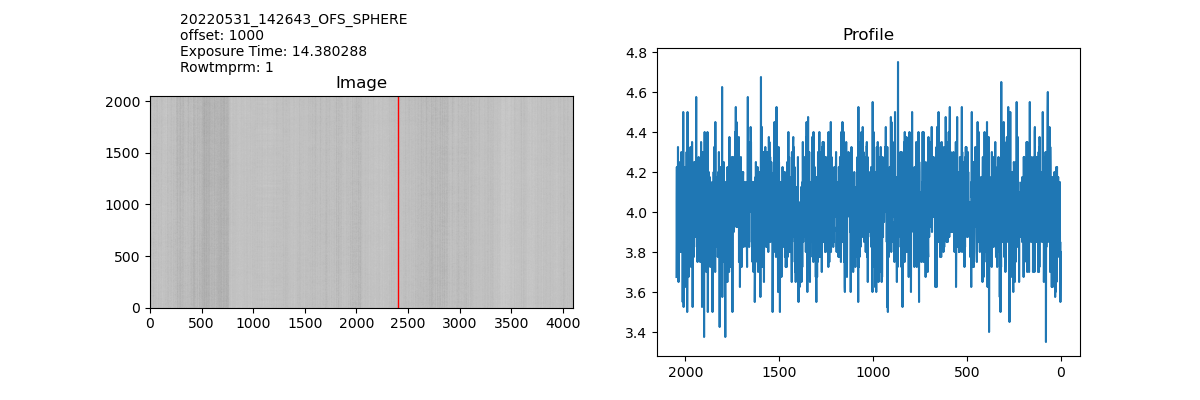 20220531_142643_OFS_SPHERE
offset: 1000
Exposure Time: 14.380288
Rowtmprm: 1
Image
2000
1500
1000
500
0
0 500 1000 1500 2000 2500 3000 3500 4000
Profile
4.8
4.6
4.4
4.2
4.0
3.8
3.6
3.4
2000 1500 1000 500 0